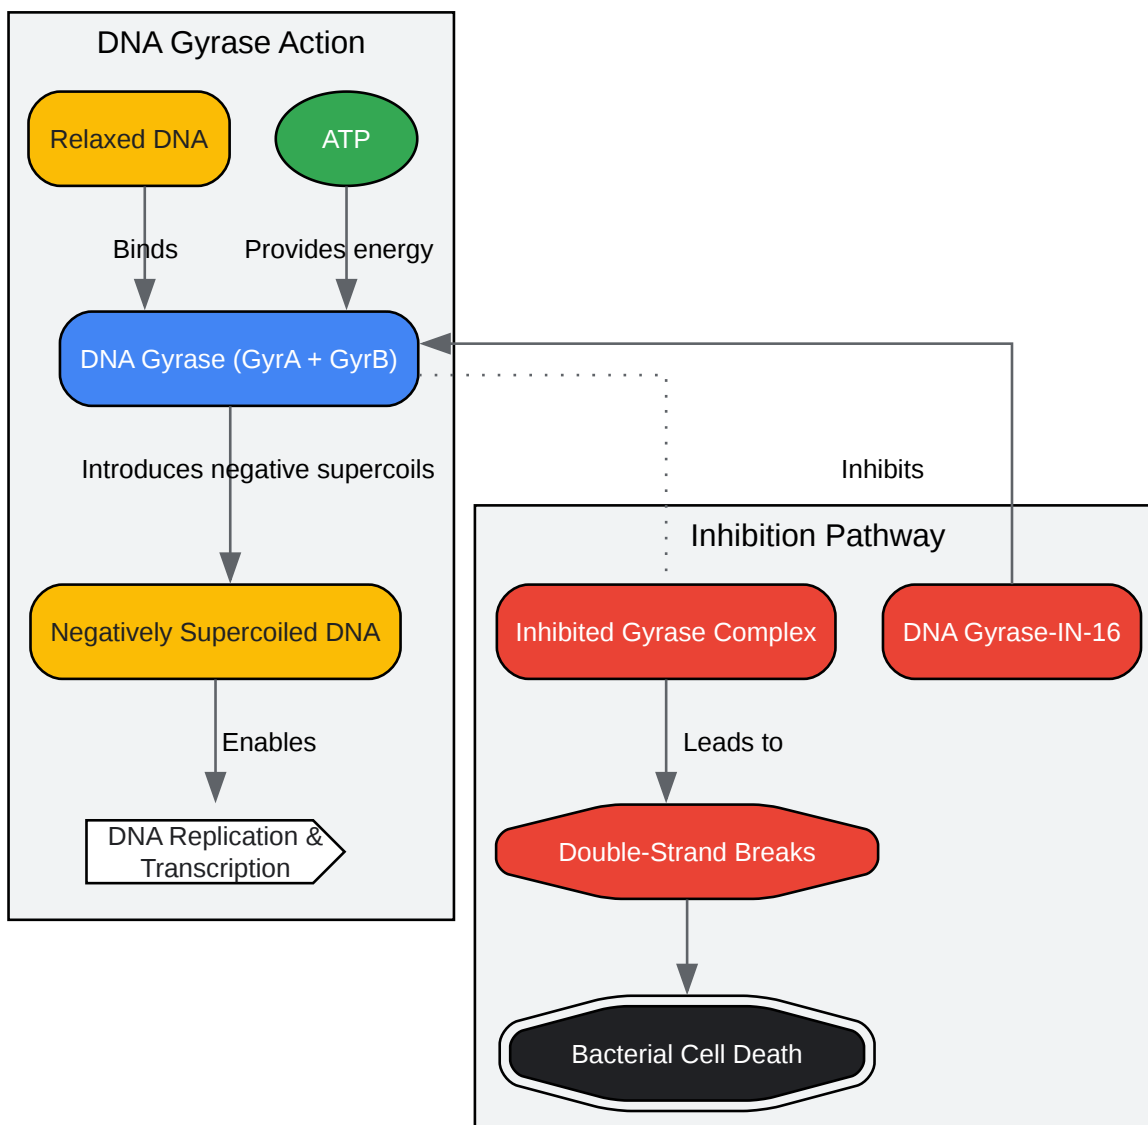 DNA Gyrase Action
Relaxed DNA
ATP
Binds
Provides energy
DNA Gyrase (GyrA + GyrB)
Introduces negative supercoils
Inhibits
Inhibition Pathway
Negatively Supercoiled DNA
Inhibited Gyrase Complex
DNA Gyrase-IN-16
Enables
Leads to
DNA Replication &
Transcription
Double-Strand Breaks
Bacterial Cell Death